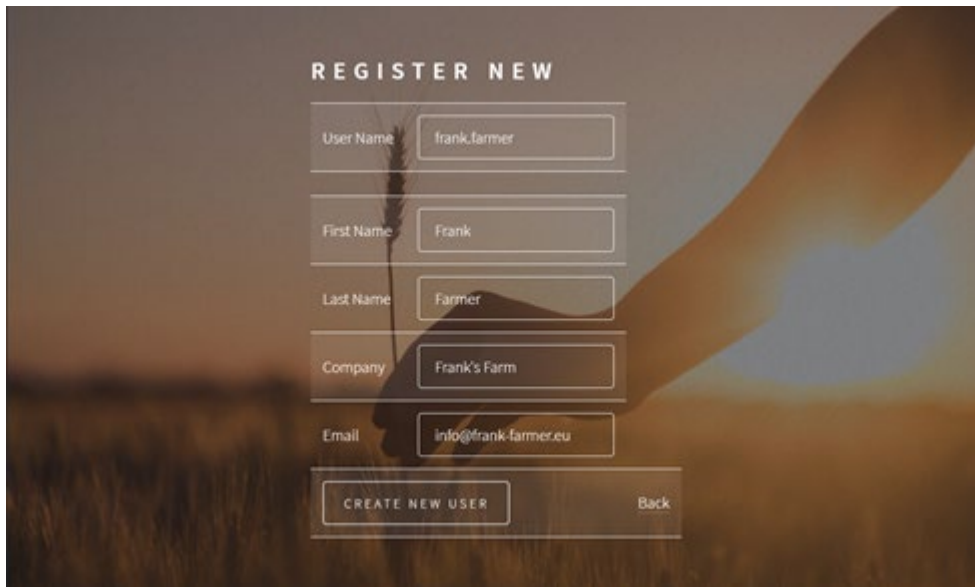 REGISTER NEW
User Name frank.farmer
First Name Frank
Last Name Farmer
Company Frank's Farm
Email info@frank-farmer.eu
CREATE NEW USER Back